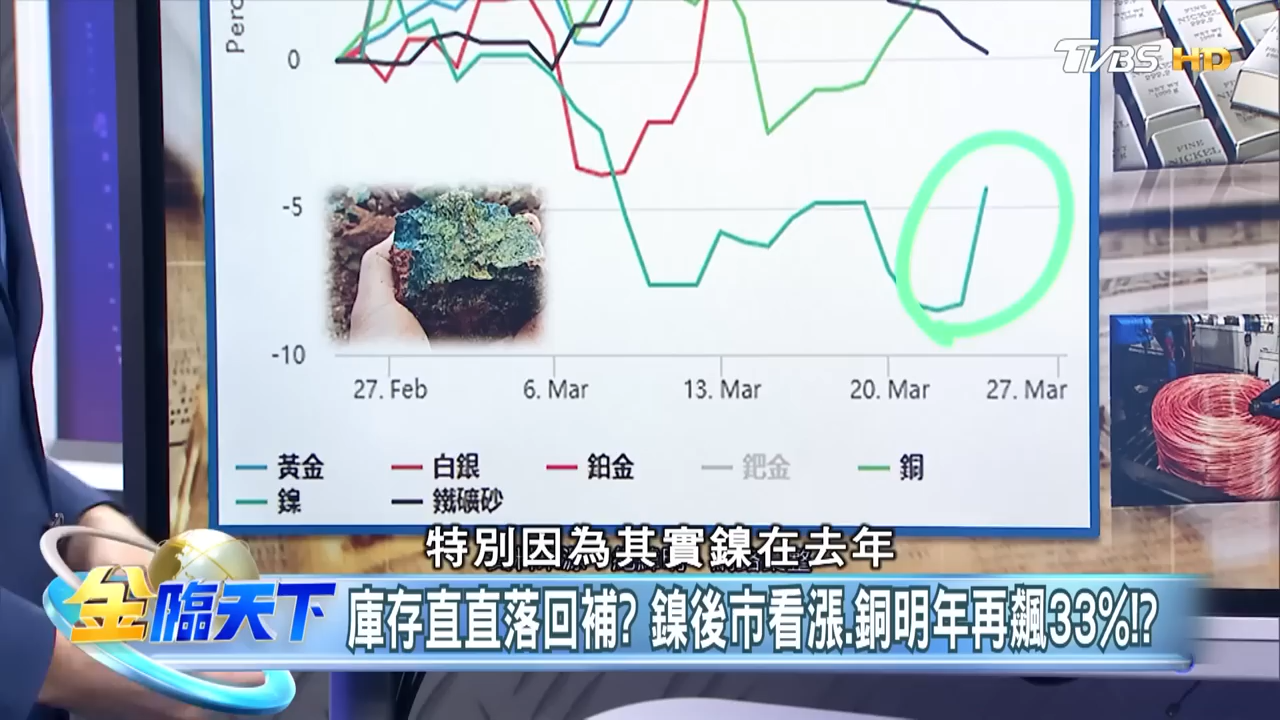 Perc
0
-5
-10
27. Feb
6. Mar
13. Mar
20. Mar
27. Mar
黃金
白銀
鉑金
鈀金
銅
鎳
鐵礦砂
TVBS HD
FINE
NICKEL
特別因為其實鎳在去年
金臨天下
庫存直直落回補? 鎳後市看漲.銅明年再飆33%!?